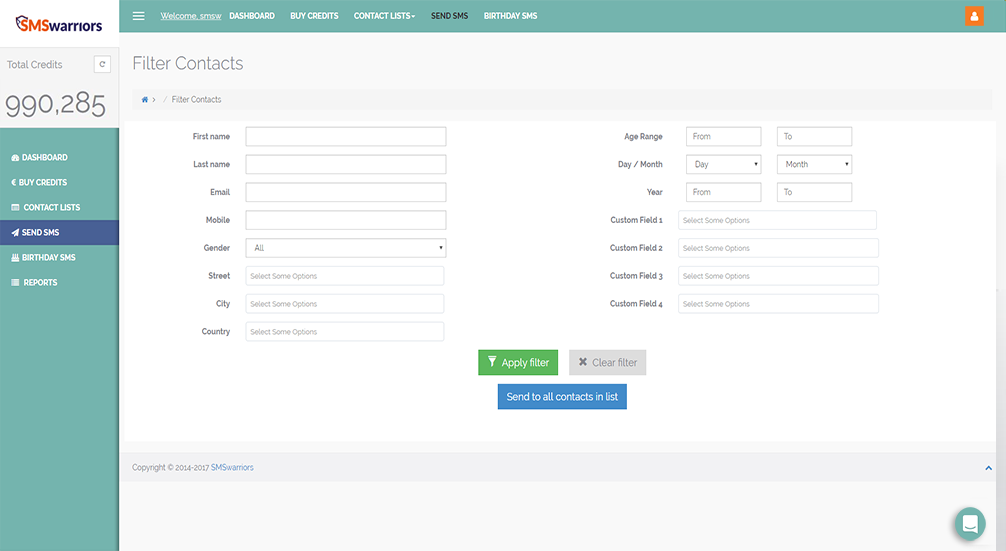 SMSwarriors
Welcome, smsw DASHBOARD BUY CREDITS CONTACT LISTS SEND SMS BIRTHDAY SMS
Total Credits
990,285
DASHBOARD
€ BUY CREDITS
CONTACT LISTS
SEND SMS
BIRTHDAY SMS
REPORTS
Filter Contacts
/ Filter Contacts
First name
Last name
Email
Mobile
Gender All
Street Select Some Options
City Select Some Options
Country Select Some Options
Age Range From To
Day / Month Day Month
Year From To
Custom Field 1 Select Some Options
Custom Field 2 Select Some Options
Custom Field 3 Select Some Options
Custom Field 4 Select Some Options
Apply filter Clear filter
Send to all contacts in list
Copyright © 2014-2017 SMSwarriors